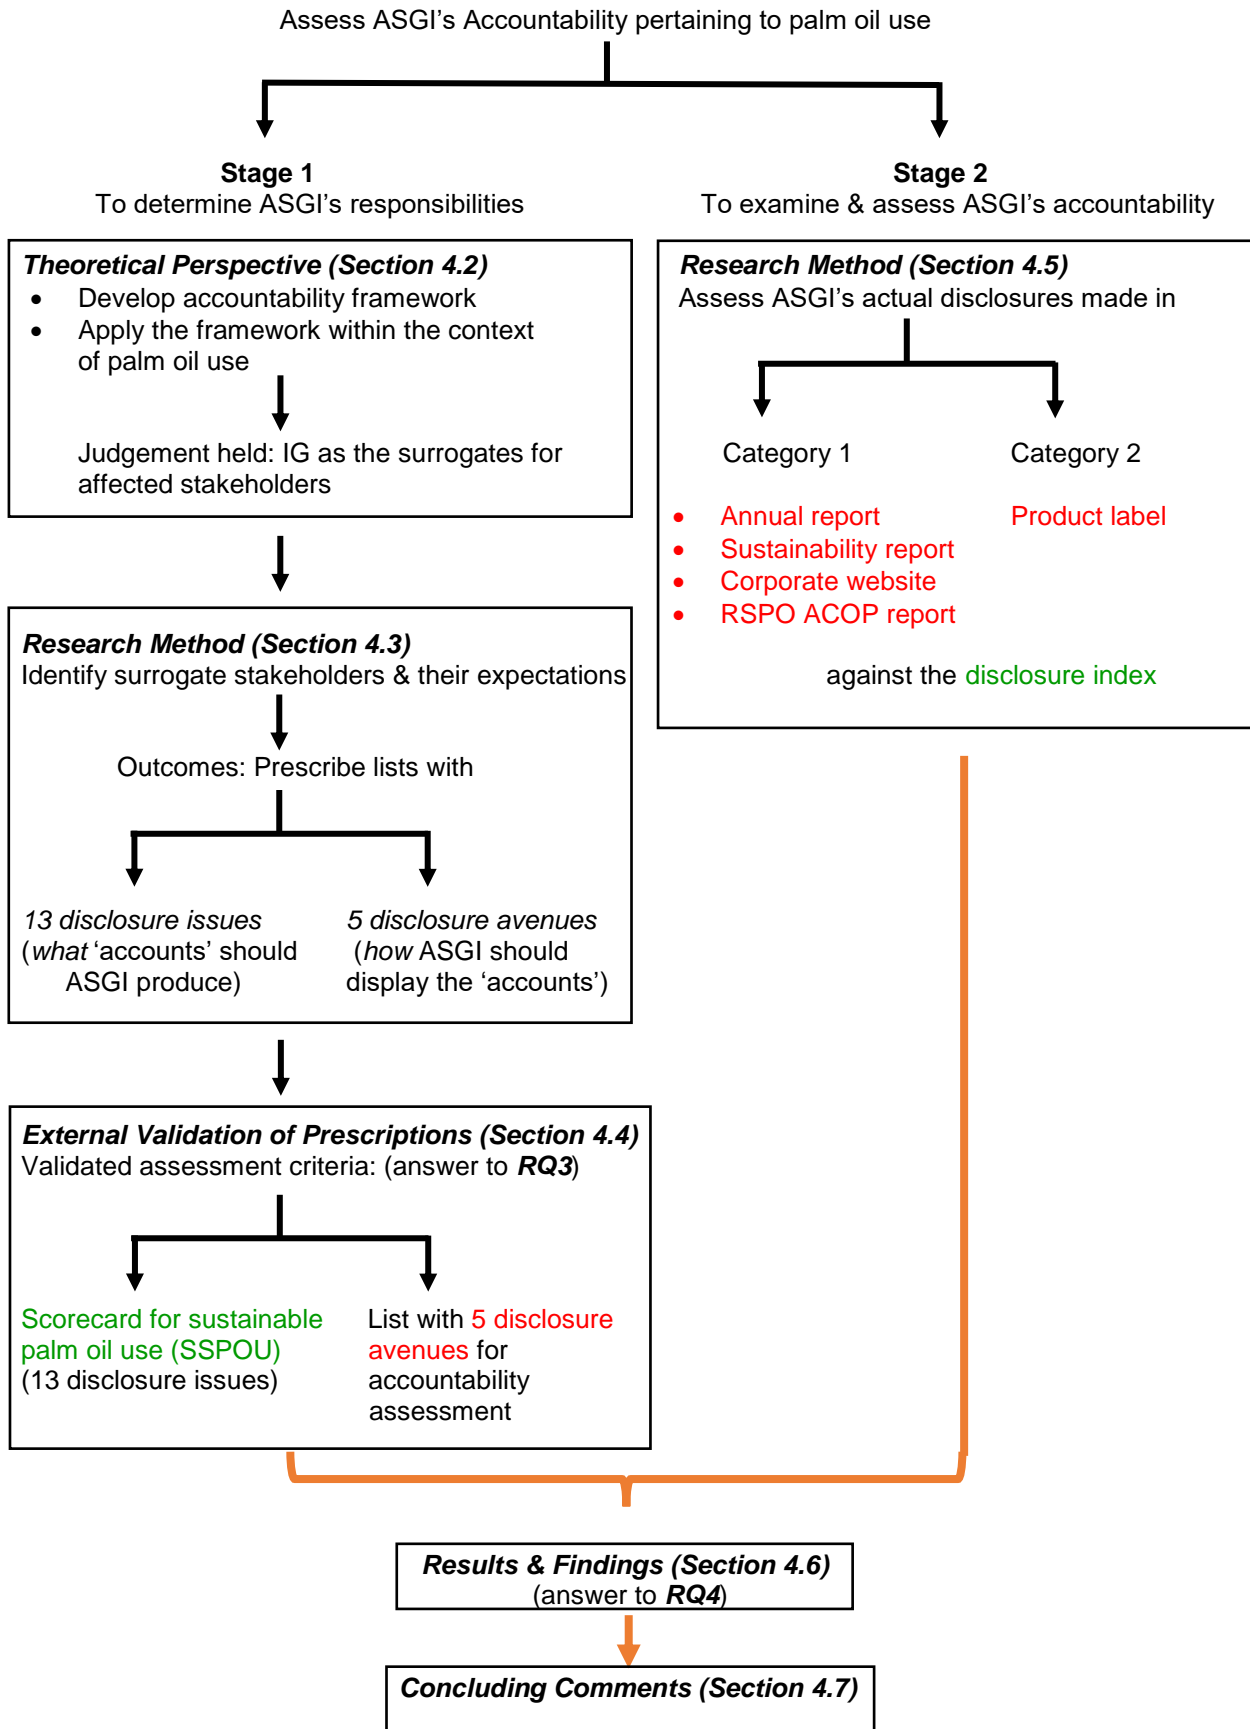 Assess ASGI's Accountability pertaining to palm oil use
Stage 1
To determine ASGI's responsibilities
Theoretical Perspective (Section 4.2)
• Develop accountability framework
• Apply the framework within the context
of palm oil use
Judgement held: IG as the surrogates for
affected stakeholders
Research Method (Section 4.3)
Identify surrogate stakeholders & their expectations
Outcomes: Prescribe lists with
13 disclosure issues
(what 'accounts' should
ASGI produce)
5 disclosure avenues
(how ASGI should
display the 'accounts')
External Validation of Prescriptions (Section 4.4)
Validated assessment criteria: (answer to RQ3)
Scorecard for sustainable
palm oil use (SSPOU)
(13 disclosure issues)
List with 5 disclosure
avenues for
accountability
assessment
Stage 2
To examine & assess ASGI's accountability
Research Method (Section 4.5)
Assess ASGI's actual disclosures made in
Category 1
• Annual report
• Sustainability report
• Corporate website
• RSPO ACOP report
Category 2
Product label
against the disclosure index
Results & Findings (Section 4.6)
(answer to RQ4)
Concluding Comments (Section 4.7)